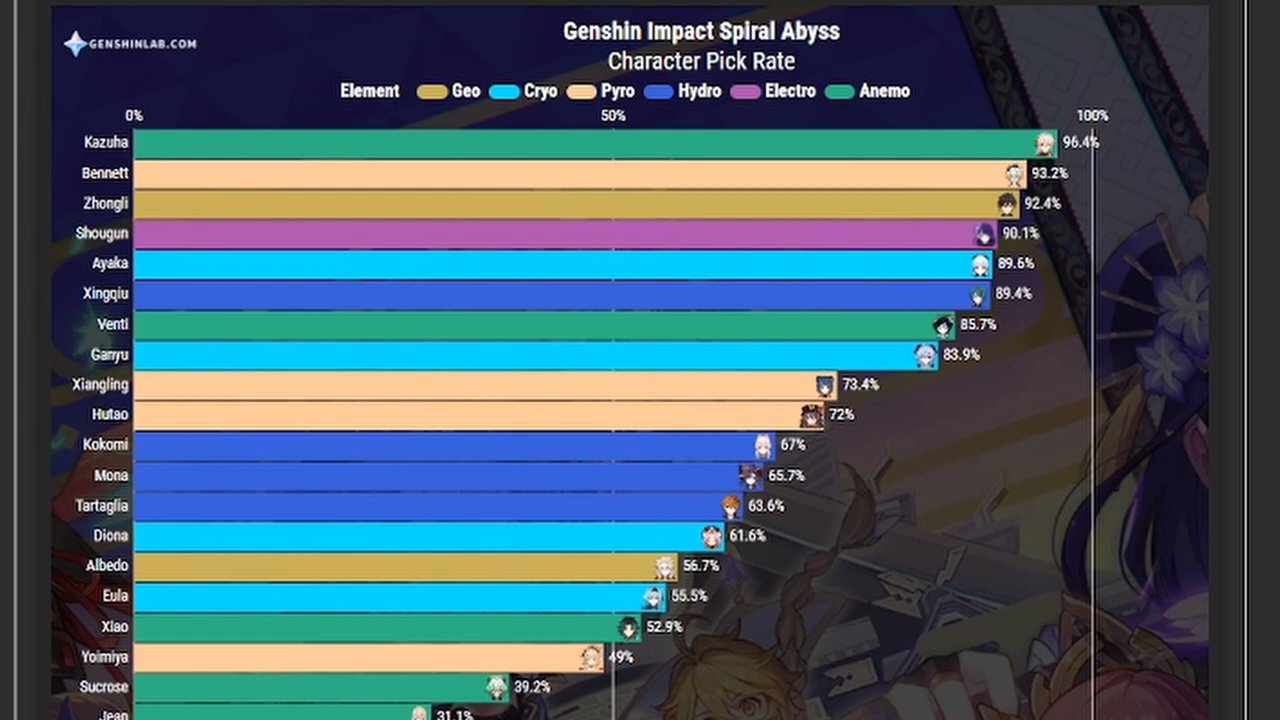 GENSHINLAB.COM
Genshin Impact Spiral Abyss
Character Pick Rate
Element Geo Cryo Pyro Hydro Electro Anemo
0% 50% 100%
Kazuha 96.4%
Bennett 93.2%
Zhongli 92.4%
Shougun 90.1%
Ayaka 89.6%
Xingqiu 89.4%
Venti 85.7%
Ganyu 83.9%
Xiangling 73.4%
Hutao 72%
Kokomi 67%
Mona 65.7%
Tartaglia 63.6%
Diona 61.6%
Albedo 56.7%
Eula 55.5%
Xiao 52.9%
Yoimiya 49%
Sucrose 39.2%
Jean 31.1%